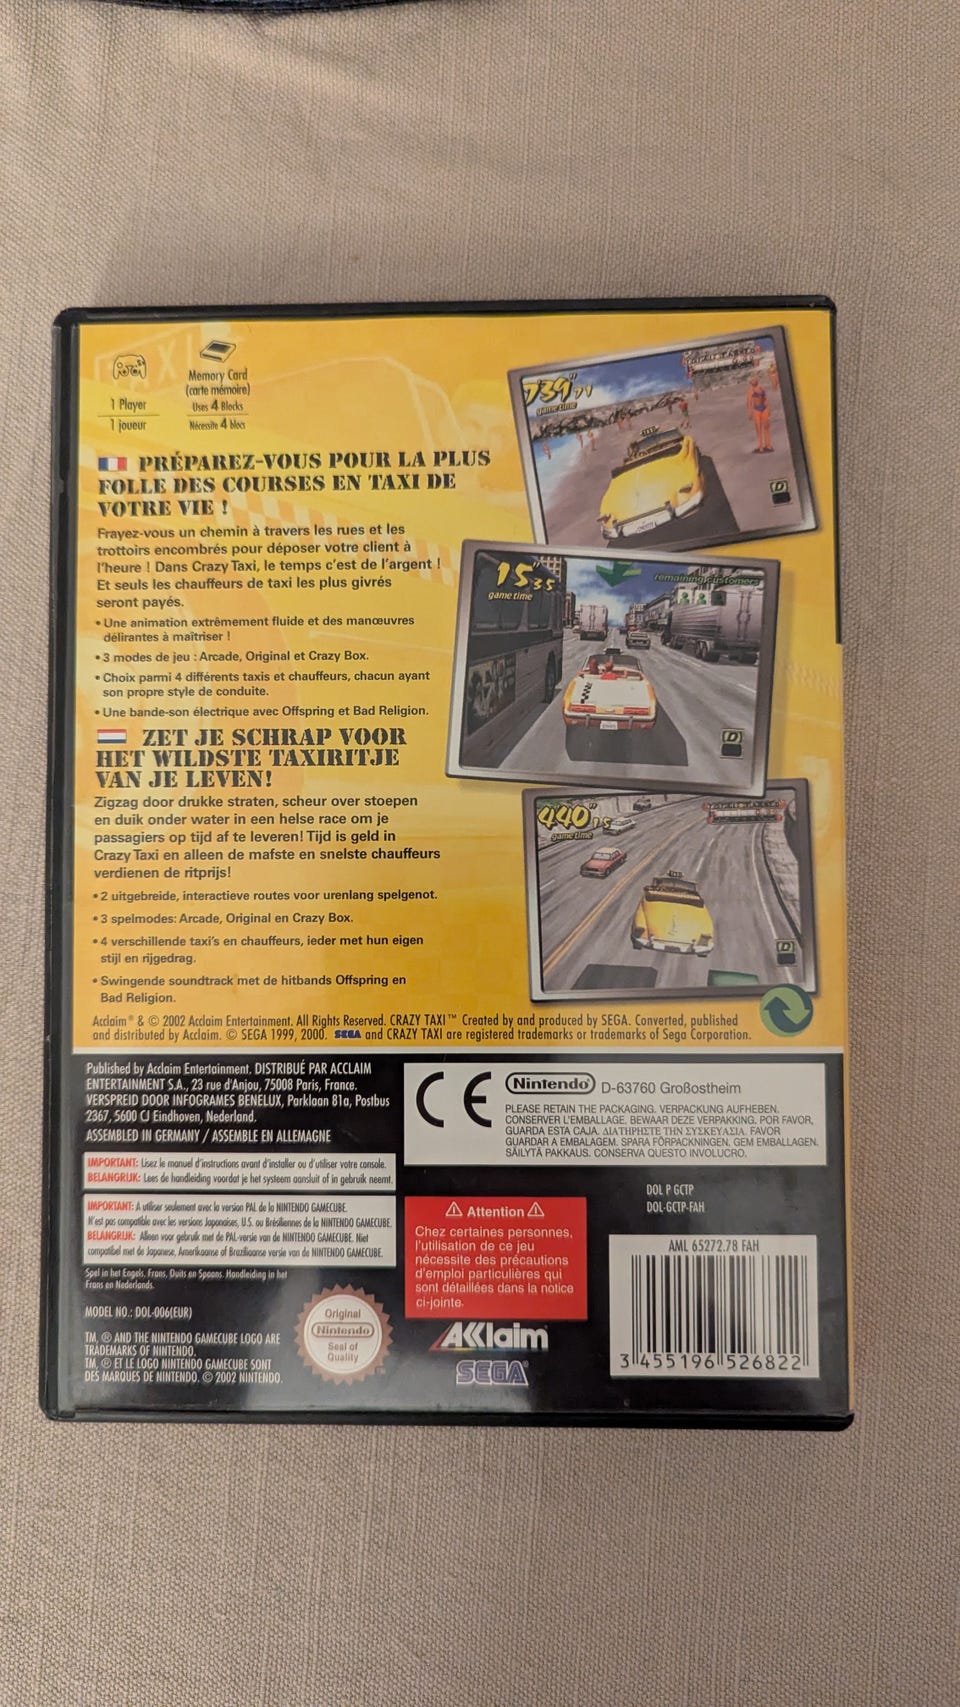 1 Player
1 joueur
Memory Card
(carte mémoire)
Uses 4 Blocks
Nécessite 4 blocs
PRÉPAREZ-VOUS POUR LA PLUS
FOLLE DES COURSES EN TAXI DE
VOTRE VIE !
Frayez-vous un chemin à travers les rues et les
trottoirs encombrés pour déposer votre client à
l'heure ! Dans Crazy Taxi, le temps c'est de l'argent !
Et seuls les chauffeurs de taxi les plus givrés
seront payés.
• Une animation extrêmement fluide et des manœuvres
délirantes à maîtriser !
• 3 modes de jeu : Arcade, Original et Crazy Box.
• Choix parmi 4 différents taxis et chauffeurs, chacun ayant
son propre style de conduite.
• Une bande-son électrique avec Offspring et Bad Religion.
ZET JE SCHRAP VOOR
HET WILDSTE TAXIRITJE
VAN JE LEVEN!
Zigzag door drukke straten, scheur over stoepen
en duik onder water in een helse race om je
passagiers op tijd af te leveren! Tijd is geld in
Crazy Taxi en alleen de mafste en snelste chauffeurs
verdienen de ritprijs!
• 2 uitgebreide, interactieve routes voor urenlang spelgenot.
• 3 spelmodes: Arcade, Original en Crazy Box.
• 4 verschillende taxi's en chauffeurs, ieder met hun eigen
stijl en rijgedrag.
• Swingende soundtrack met de hitbands Offspring en
Bad Religion.
739"71
game time
D
15"35
game time
remaining customers
D
440"15
game time
D
Acclaim® & © 2002 Acclaim Entertainment. All Rights Reserved. CRAZY TAXI™ Created by and produced by SEGA. Converted, published
and distributed by Acclaim. © SEGA 1999, 2000. SEGA and CRAZY TAXI are registered trademarks or trademarks of Sega Corporation.
Published by Acclaim Entertainment. DISTRIBUÉ PAR ACCLAIM
ENTERTAINMENT S.A., 23 rue d'Anjou, 75008 Paris, France.
VERSPREID DOOR INFOGRAMES BENELUX, Parklaan 81a, Postbus
2367, 5600 CJ Eindhoven, Nederland.
ASSEMBLED IN GERMANY / ASSEMBLE EN ALLEMAGNE
IMPORTANT: Lisez le manuel d'instructions avant d'installer ou d'utiliser votre console.
BELANGRIJK: Lees de handleiding voordat je het systeem aansluit of in gebruik neemt.
IMPORTANT: A utiliser seulement avec la version PAL de la NINTENDO GAMECUBE.
N'est pas compatible avec les versions Japonaises, U.S. ou Brésiliennes de la NINTENDO GAMECUBE.
BELANGRIJK: Alleen voor gebruik met de PAL-versie van de NINTENDO GAMECUBE. Niet
compatibel met de Japanse, Amerikaanse of Braziliaanse versie van de NINTENDO GAMECUBE.
Spel in het Engels, Frans, Duits en Spaans. Handleiding in het
Frans en Nederlands.
MODEL NO.: DOL-006(EUR)
TM, ® AND THE NINTENDO GAMECUBE LOGO ARE
TRADEMARKS OF NINTENDO.
TM, ® ET LE LOGO NINTENDO GAMECUBE SONT
DES MARQUES DE NINTENDO. © 2002 NINTENDO.
Original
Nintendo
Seal of
Quality
CE
Nintendo D-63760 Großostheim
PLEASE RETAIN THE PACKAGING. VERPACKUNG AUFHEBEN.
CONSERVER L'EMBALLAGE. BEWAAR DEZE VERPAKKING. POR FAVOR,
GUARDA ESTA CAJA. ΔΙΑΤΗΡΗΣΤΕ ΤΗΝ ΣΥΣΚΕΥΑΣΙΑ. FAVOR
GUARDAR A EMBALAGEM. SPARA FÖRPACKNINGEN. GEM EMBALLAGEN.
SÄILYTÄ PAKKAUS. CONSERVA QUESTO INVOLUCRO.
DOL P GCTP
DOL-GCTP-FAH
⚠ Attention ⚠
Chez certaines personnes,
l'utilisation de ce jeu
nécessite des précautions
d'emploi particulières qui
sont détaillées dans la notice
ci-jointe.
AKKlaim
SEGA
AML 65272.78 FAH
3 455196 526822